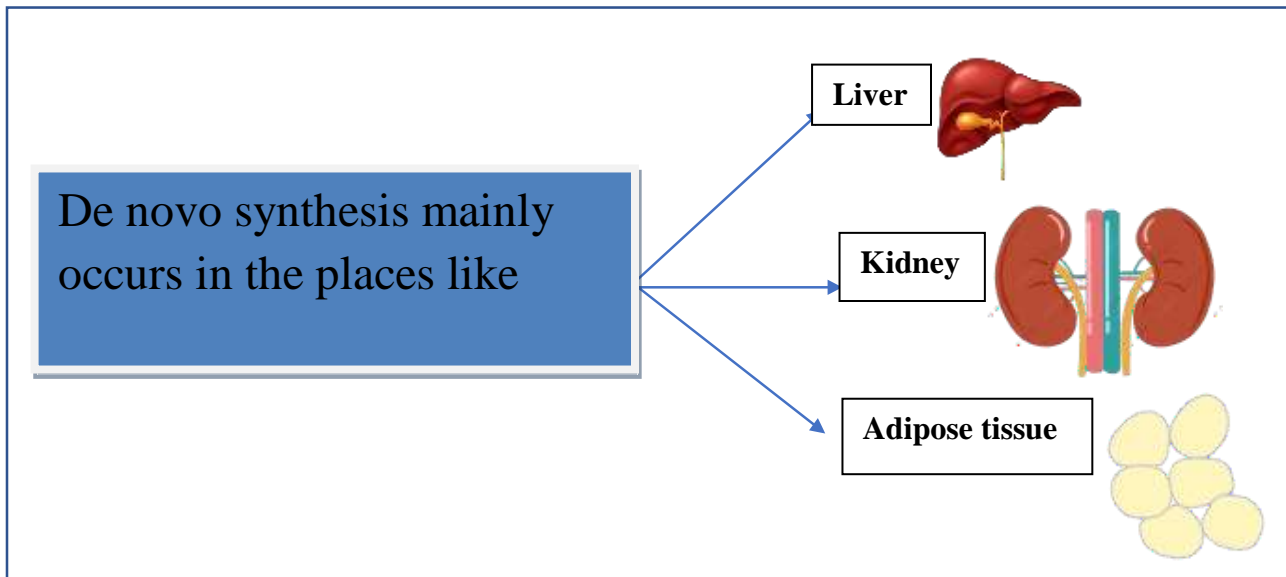 De novo synthesis mainly
occurs in the places like
Liver
Kidney
Adipose tissue